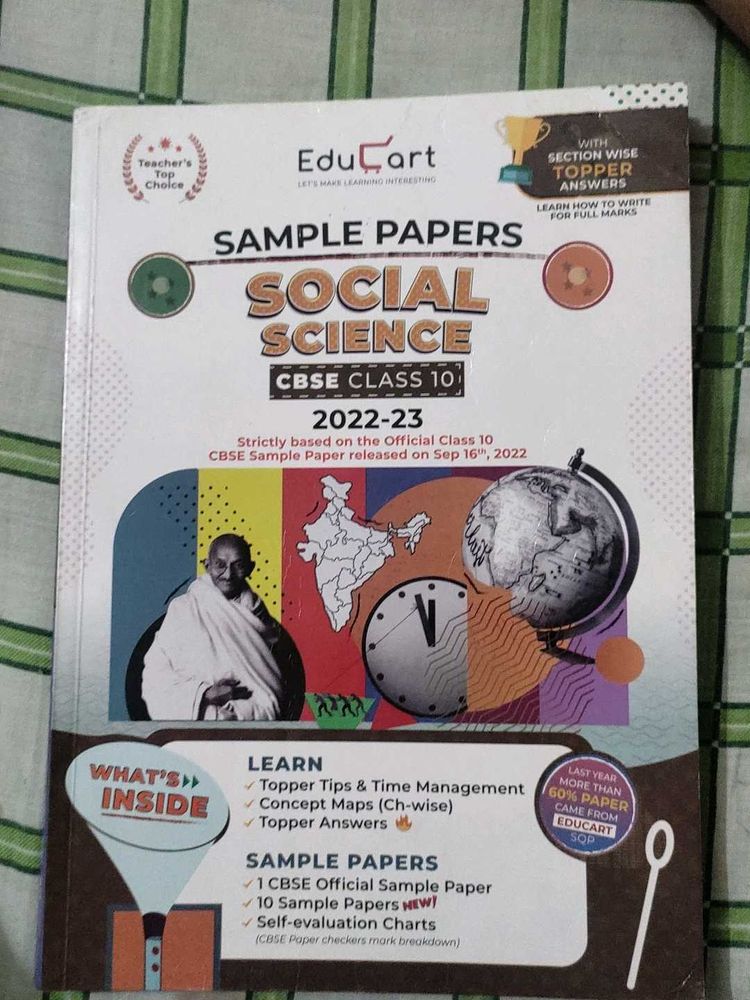 Teacher's
Top
Choice
EduCart
LET'S MAKE LEARNING INTERESTING
WITH
SECTION WISE
TOPPER
ANSWERS
LEARN HOW TO WRITE
FOR FULL MARKS
SAMPLE PAPERS
SOCIAL
SCIENCE
CBSE CLASS 10
2022-23
Strictly based on the Official Class 10
CBSE Sample Paper released on Sep 16th, 2022
WHAT'S
INSIDE
LEARN
Topper Tips & Time Management
Concept Maps (Ch-wise)
Topper Answers
SAMPLE PAPERS
1 CBSE Official Sample Paper
10 Sample Papers NEW!
Self-evaluation Charts
(CBSE Paper checkers mark breakdown)
LAST YEAR
MORE THAN
60% PAPER
CAME FROM
EDUCART
SQP